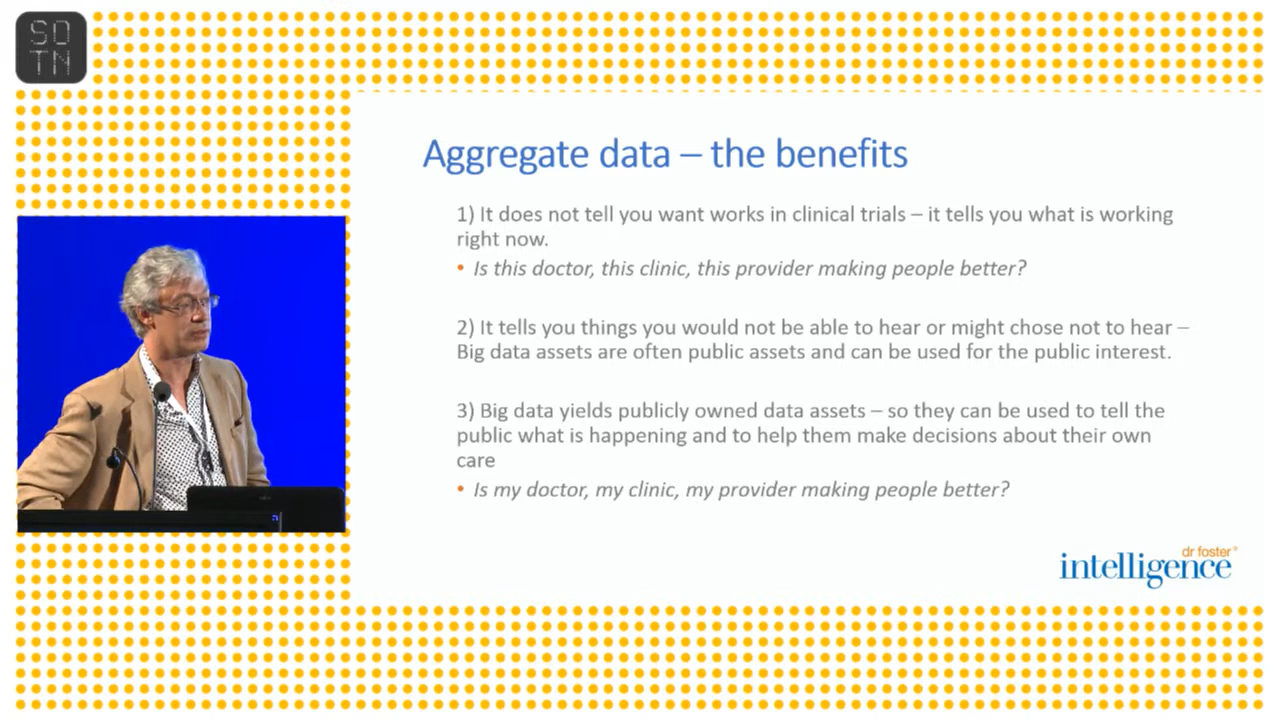 SD
TN
Aggregate data – the benefits
1) It does not tell you want works in clinical trials – it tells you what is working
right now.
• Is this doctor, this clinic, this provider making people better?
2) It tells you things you would not be able to hear or might chose not to hear –
Big data assets are often public assets and can be used for the public interest.
3) Big data yields publicly owned data assets – so they can be used to tell the
public what is happening and to help them make decisions about their own
care
• Is my doctor, my clinic, my provider making people better?
dr foster®
intelligence